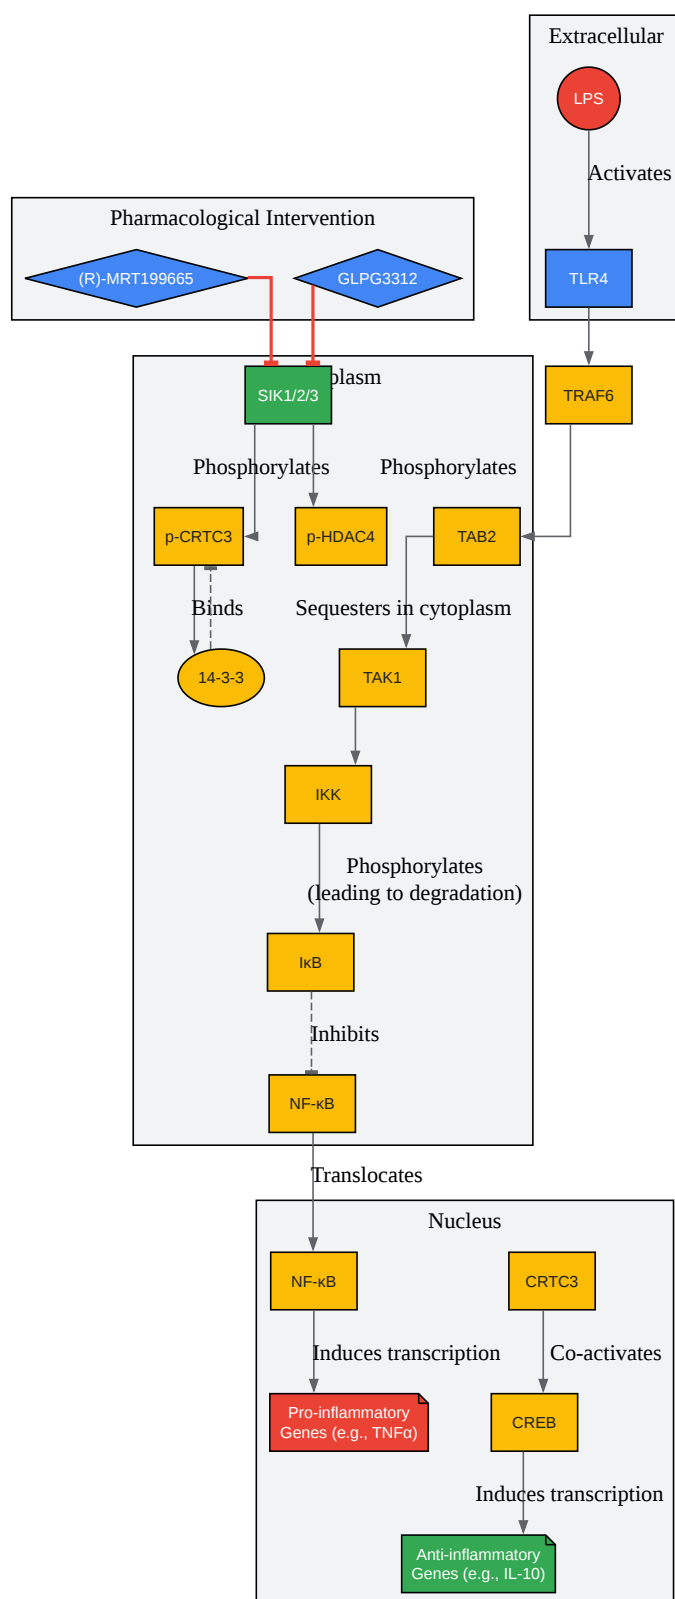 Extracellular
LPS
Activates
Pharmacological Intervention
(R)-MRT199665
GLPG3312
TLR4
plasm
SIK1/2/3
TRAF6
Phosphorylates
Phosphorylates
p-CRTC3
p-HDAC4
TAB2
Binds
Sequesters in cytoplasm
14-3-3
TAK1
IKK
Phosphorylates
(leading to degradation)
IκB
Inhibits
NF-κB
Translocates
Nucleus
NF-κB
CRTC3
Induces transcription
Co-activates
Pro-inflammatory
Genes (e.g., TNFα)
CREB
Induces transcription
Anti-inflammatory
Genes (e.g., IL-10)